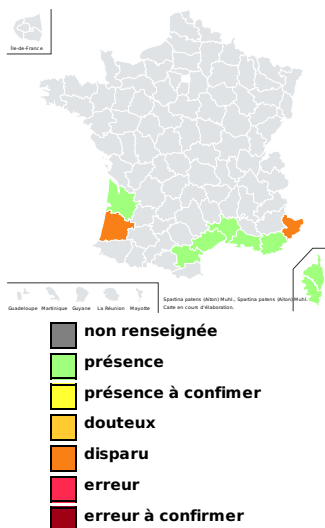 Île-de-France
Guadeloupe Martinique Guyane La Réunion Mayotte
Spartina patens (Aiton) Muhl., Spartina patens (Aiton) Muhl.
Carte en cours d'élaboration.
non renseignée
présence
présence à confimer
douteux
disparu
erreur
erreur à confirmer